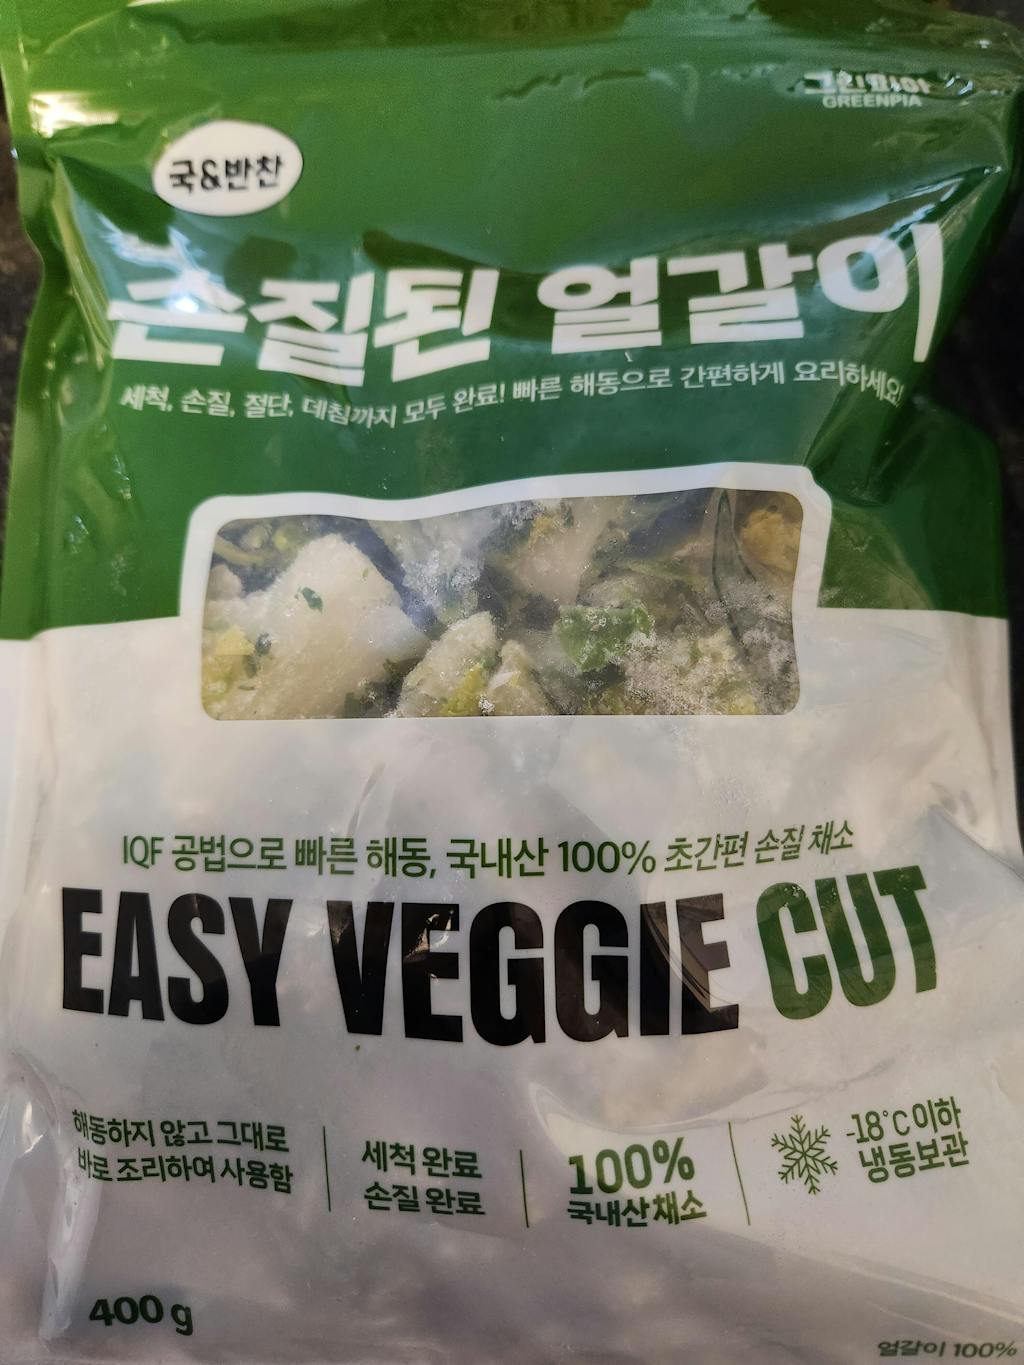 그린피아
GREENPIA
국&반찬
손질된 얼갈이
세척, 손질, 절단, 데침까지 모두 완료! 빠른 해동으로 간편하게 요리하세요!
IQF 공법으로 빠른 해동, 국내산 100% 초간편 손질 채소
EASY VEGGIE CUT
해동하지 않고 그대로
바로 조리하여 사용함
세척 완료
손질 완료
100%
국내산 채소
-18°C 이하
냉동보관
400 g
얼갈이 100%